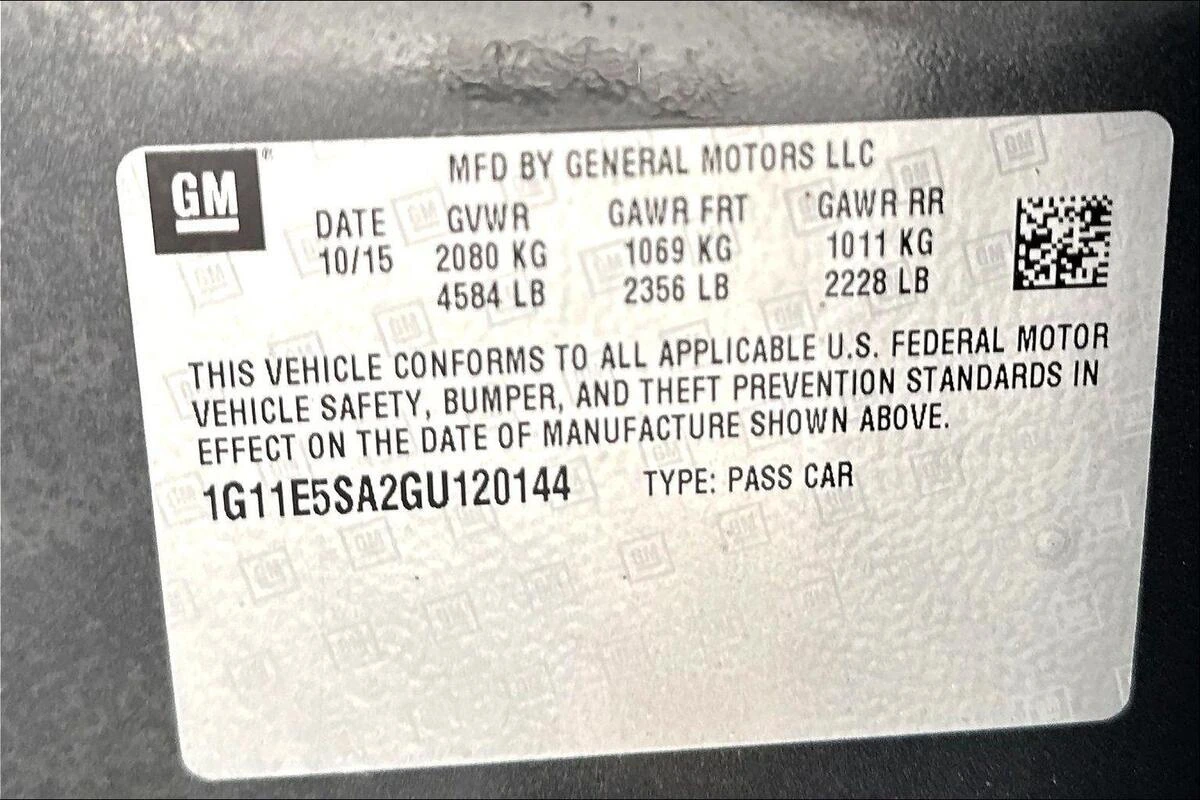 GM®
MFD BY GENERAL MOTORS LLC
DATE GVWR GAWR FRT GAWR RR
10/15 2080 KG 1069 KG 1011 KG
4584 LB 2356 LB 2228 LB
THIS VEHICLE CONFORMS TO ALL APPLICABLE U.S. FEDERAL MOTOR
VEHICLE SAFETY, BUMPER, AND THEFT PREVENTION STANDARDS IN
EFFECT ON THE DATE OF MANUFACTURE SHOWN ABOVE.
1G11E5SA2GU120144 TYPE: PASS CAR